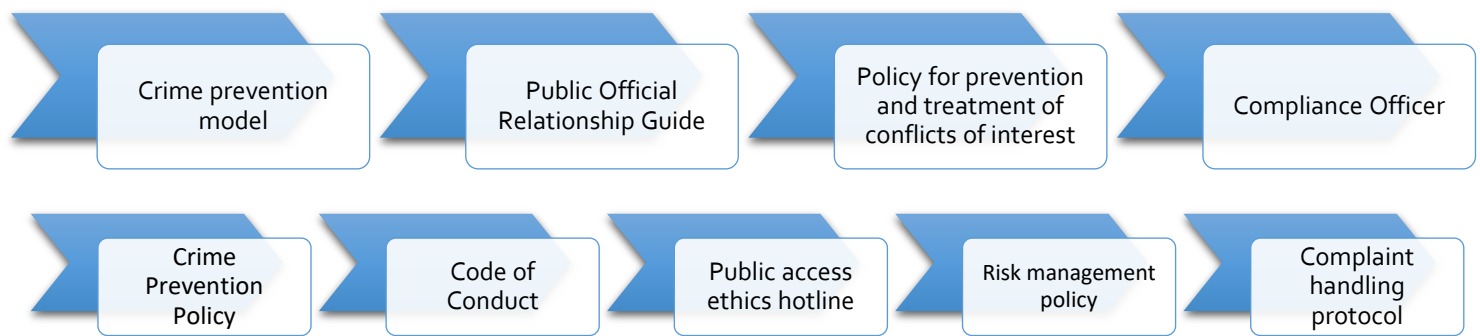 Crime prevention
model
Public Official
Relationship Guide
Policy for prevention
and treatment of
conflicts of interest
Compliance Officer
Crime
Prevention
Policy
Code of
Conduct
Public access
ethics hotline
Risk management
policy
Complaint
handling
protocol